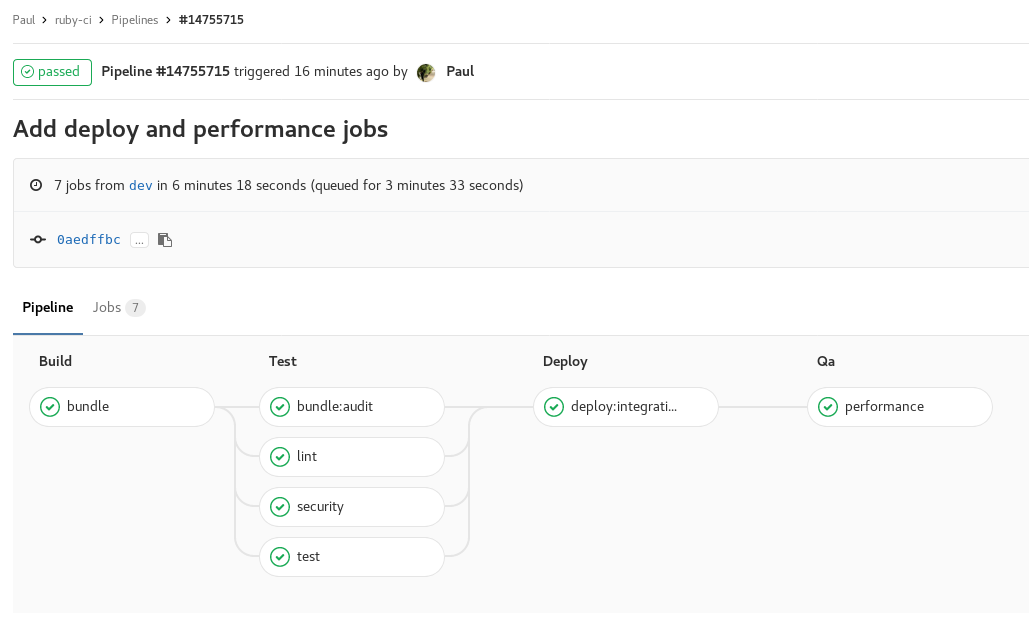 Paul > ruby-ci > Pipelines > #14755715
passed Pipeline #14755715 triggered 16 minutes ago by Paul
Add deploy and performance jobs
7 jobs from dev in 6 minutes 18 seconds (queued for 3 minutes 33 seconds)
0aedffbc ...
Pipeline Jobs 7
Build Test Deploy Qa
bundle bundle:audit deploy:integrati... performance
lint
security
test